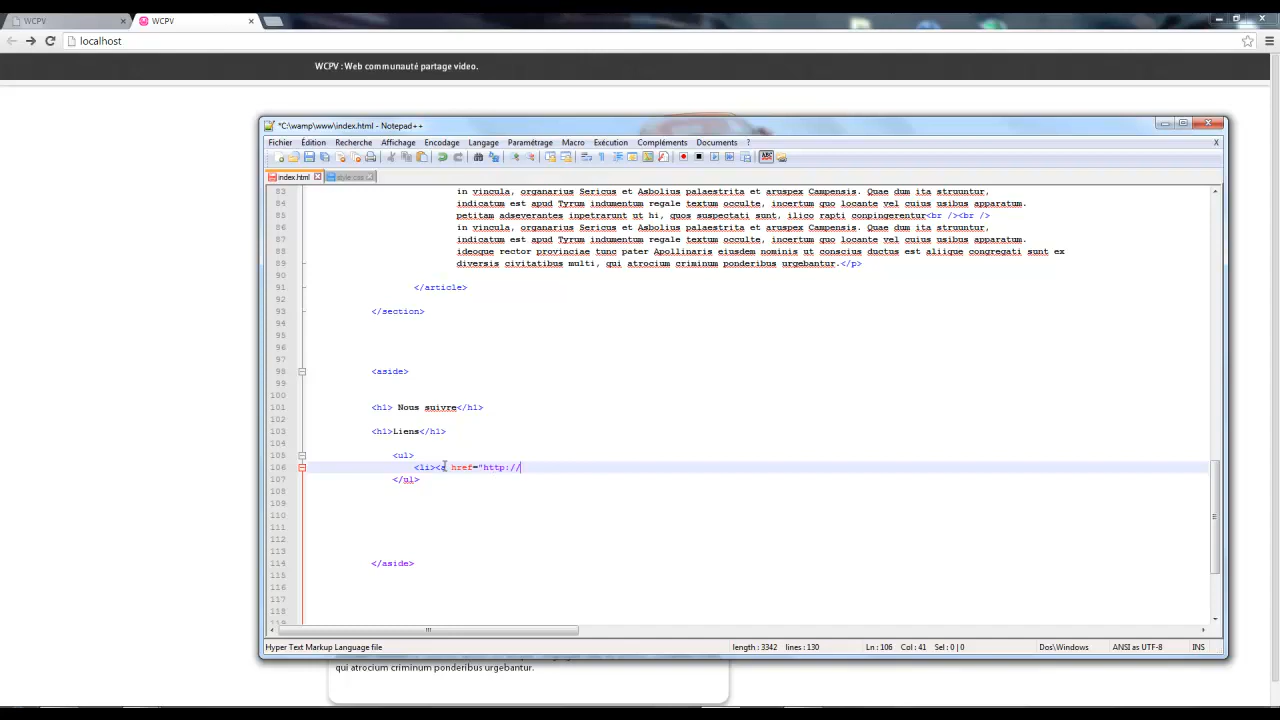 WCPV
WCPV
localhost
WCPV : Web communauté partage video.
*C:\wamp\www\index.html - Notepad++
Fichier Édition Recherche Affichage Encodage Langage Paramétrage Macro Exécution Compléments Documents ? X
index.html style.css
83 in vincula, organarius Sericus et Asbolius palaestrita et aruspex Campensis. Quae dum ita struuntur,
84 indicatum est apud Tyrum indumentum regale textum occulte, incertum quo locante vel cuius usibus apparatum.
85 petitam adseverantes inpetrarunt ut hi, quos suspectati sunt, ilico rapti conpingerentur<br /><br />
86 in vincula, organarius Sericus et Asbolius palaestrita et aruspex Campensis. Quae dum ita struuntur,
87 indicatum est apud Tyrum indumentum regale textum occulte, incertum quo locante vel cuius usibus apparatum.
88 ideoque rector provinciae tunc pater Apollinaris eiusdem nominis ut conscius ductus est aliique congregati sunt ex
89 diversis civitatibus multi, qui atrocium criminum ponderibus urgebantur.</p>
90
91 </article>
92
93 </section>
94
95
96
97
98 <aside>
99
100
101 <h1> Nous suivre</h1>
102
103 <h1>Liens</h1>
104
105 <ul>
106 <li><a href="http://
107 </ul>
108
109
110
111
112
113
114 </aside>
115
116
117
118
119
Hyper Text Markup Language file length : 3342 lines : 130 Ln : 106 Col : 41 Sel : 0 | 0 Dos\Windows ANSI as UTF-8 INS
qui atrocium criminum ponderibus urgebantur.